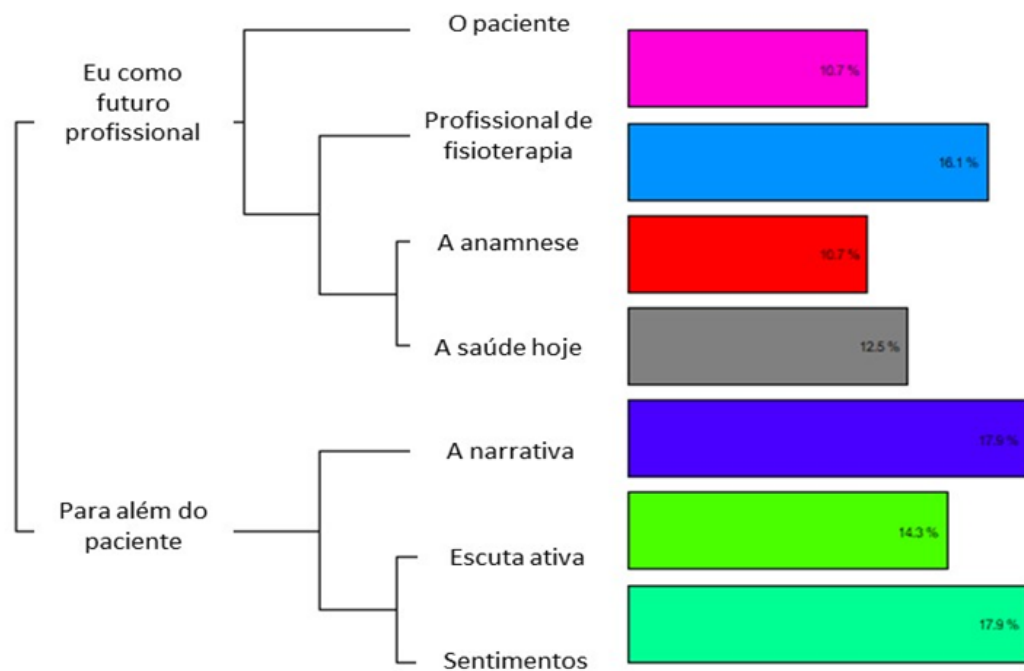 O paciente
10.7 %
Eu como
futuro
profissional
Profissional de
fisioterapia
16.1 %
A anamnese
10.7 %
A saúde hoje
12.5 %
A narrativa
17.9 %
Para além do
paciente
Escuta ativa
14.3 %
Sentimentos
17.9 %